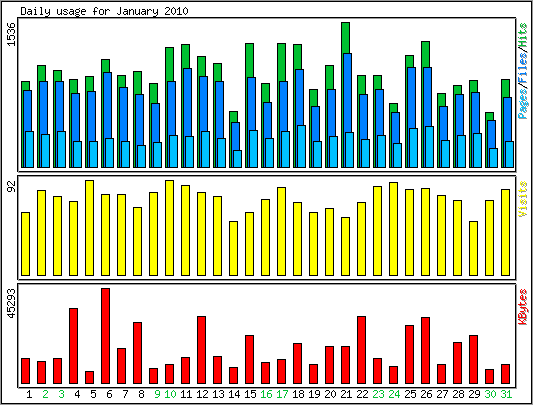 Daily usage for January 2010
1536
Pages/Files/Hits
92
Visits
45293
KBytes
1 2 3 4 5 6 7 8 9 10 11 12 13 14 15 16 17 18 19 20 21 22 23 24 25 26 27 28 29 30 31